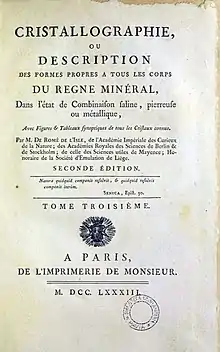 CRISTALLOGRAPHIE,
OU
DESCRIPTION
DES FORMES PROPRES A TOUS LES CORPS
DU REGNE MINÉRAL,
Dans l'état de Combinaison saline, pierreuse
ou métallique,
Avec Figures & Tableaux synoptiques de tous les Cristaux connus.
Par M. DE ROMÉ DE L'ISLE, de l'Académie Impériale des Curieux
de la Nature; des Académies Royales des Sciences de Berlin &
de Stockholm; de celle des Sciences utiles de Mayence; Ho-
noraire de la Société d'Emulation de Liège.
SECONDE ÉDITION.
componit iterum.
SENECA, Epist. 30.
TOME TROISIÈME.
A PARIS,
DE L'IMPRIMERIE DE MONSIEUR.
M. DCC. LXXXIII.